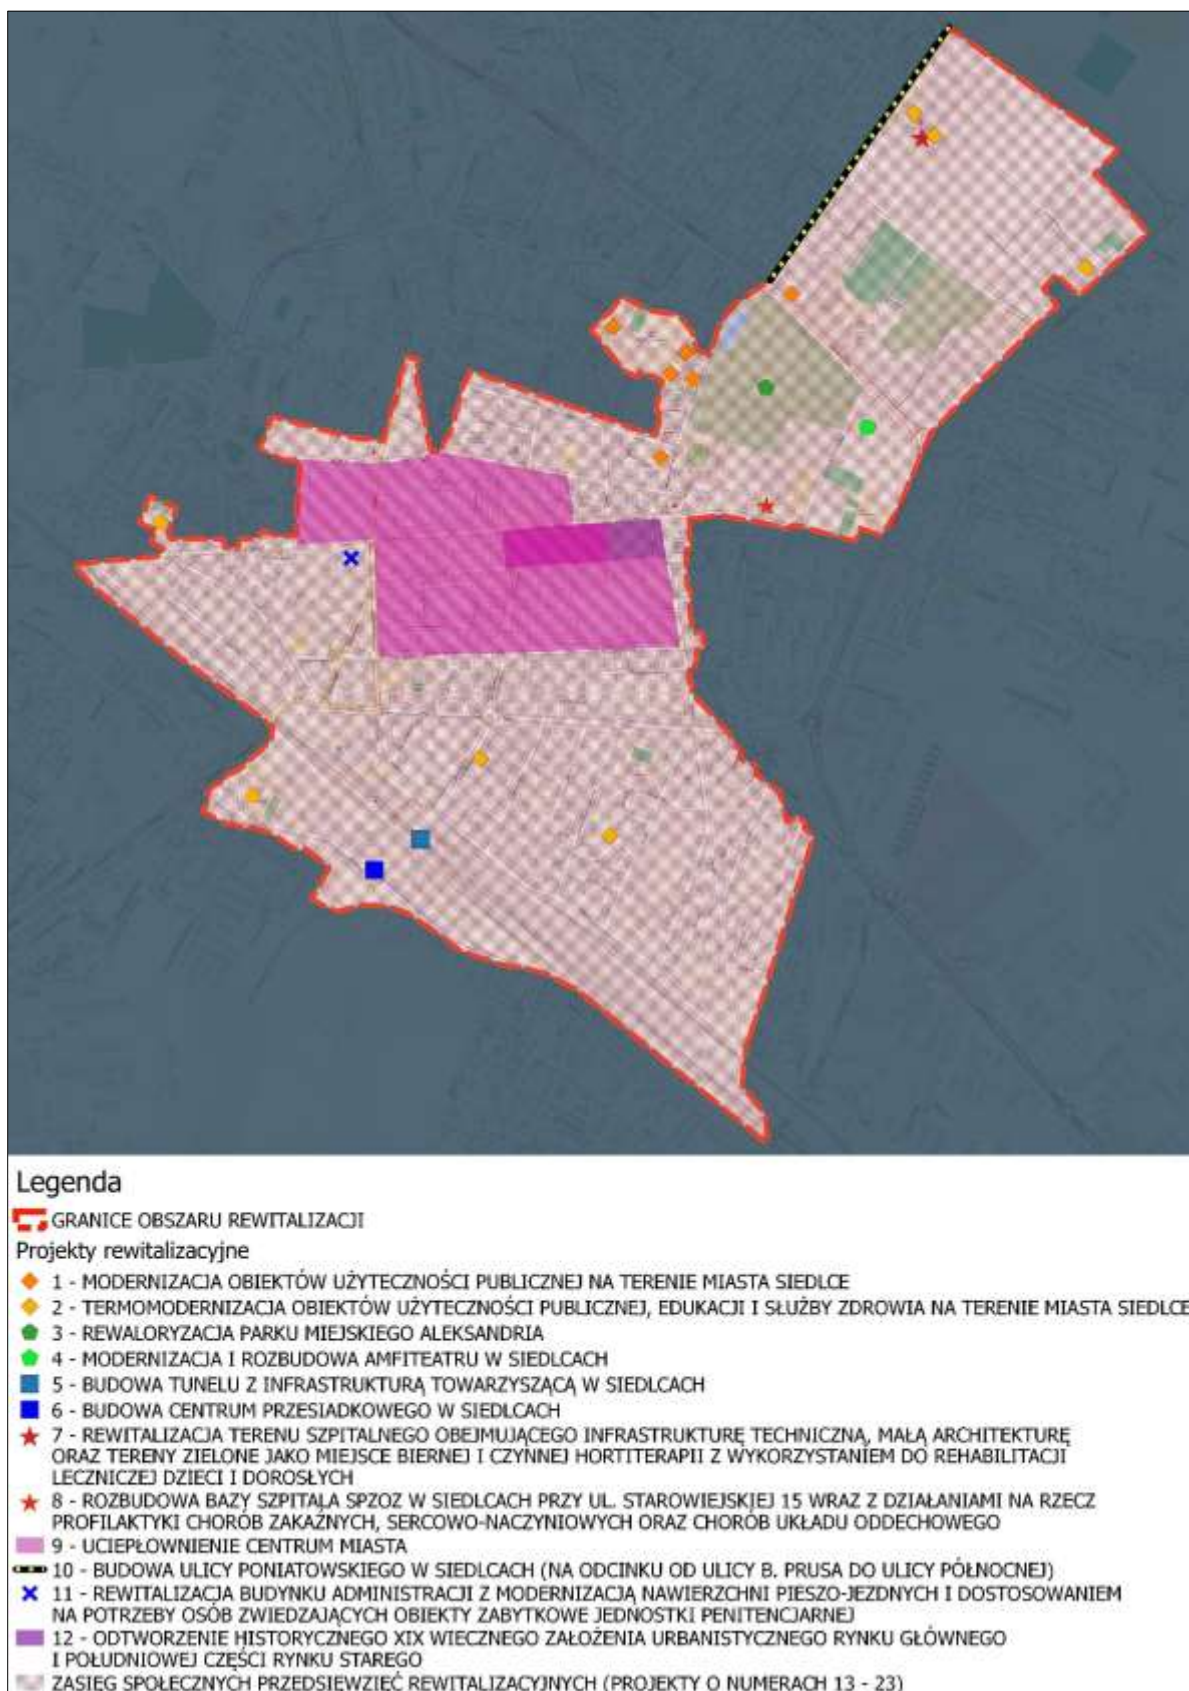 Legenda
GRANICE OBSZARU REWITALIZACJI
Projekty rewitalizacyjne
1 - MODERNIZACJA OBIEKTÓW UŻYTECZNOŚCI PUBLICZNEJ NA TERENIE MIASTA SIEDLCE
2 - TERMOMODERNIZACJA OBIEKTÓW UŻYTECZNOŚCI PUBLICZNEJ, EDUKACJI I SŁUŻBY ZDROWIA NA TERENIE MIASTA SIEDLCE
3 - REWALORYZACJA PARKU MIEJSKIEGO ALEKSANDRIA
4 - MODERNIZACJA I ROZBUDOWA AMFITEATRU W SIEDLCACH
5 - BUDOWA TUNELU Z INFRASTRUKTURĄ TOWARZYSZĄCĄ W SIEDLCACH
6 - BUDOWA CENTRUM PRZESIADKOWEGO W SIEDLCACH
7 - REWITALIZACJA TERENU SZPITALNEGO OBEJMUJĄCEGO INFRASTRUKTURĘ TECHNICZNĄ, MAŁĄ ARCHITEKTURĘ
ORAZ TERENY ZIELONE JAKO MIEJSCE BIERNEJ I CZYNNEJ HORTITERAPII Z WYKORZYSTANIEM DO REHABILITACJI
LECZNICZEJ DZIECI I DOROSŁYCH
8 - ROZBUDOWA BAZY SZPITALA SPZOZ W SIEDLCACH PRZY UL. STAROWIEJSKIEJ 15 WRAZ Z DZIAŁANIAMI NA RZECZ
PROFILAKTYKI CHORÓB ZAKAŹNYCH, SERCOWO-NACZYNIOWYCH ORAZ CHORÓB UKŁADU ODDECHOWEGO
9 - UCIEPŁOWNIENIE CENTRUM MIASTA
10 - BUDOWA ULICY PONIATOWSKIEGO W SIEDLCACH (NA ODCINKU OD ULICY B. PRUSA DO ULICY PÓŁNOCNEJ)
11 - REWITALIZACJA BUDYNKU ADMINISTRACJI Z MODERNIZACJĄ NAWIERZCHNI PIESZO-JEZDNYCH I DOSTOSOWANIEM
NA POTRZEBY OSÓB ZWIEDZAJĄCYCH OBIEKTY ZABYTKOWE JEDNOSTKI PENITENCJARNEJ
12 - ODTWORZENIE HISTORYCZNEGO XIX WIECZNEGO ZAŁOŻENIA URBANISTYCZNEGO RYNKU GŁÓWNEGO
I POŁUDNIOWEJ CZĘŚCI RYNKU STAREGO
ZASIĘG SPOŁECZNYCH PRZEDSIĘWZIĘĆ REWITALIZACYJNYCH (PROJEKTY O NUMERACH 13 - 23)